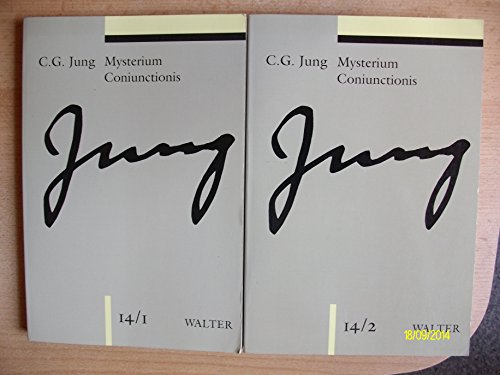 C.G. Jung Mysterium
Coniunctionis
Jung
14/1
WALTER
C.G. Jung Mysterium
Coniunctionis
Jung
14/2
WALTER
18/09/2014